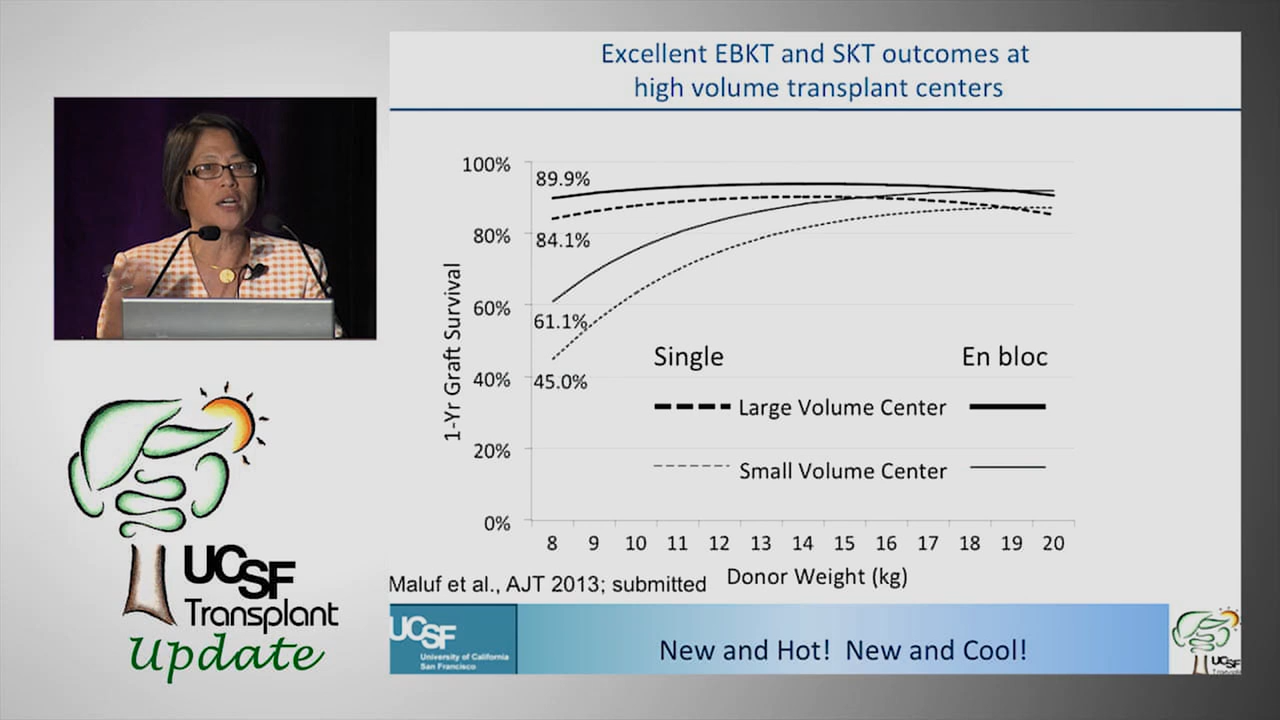 Excellent EBKT and SKT outcomes at
high volume transplant centers
1-Yr Graft Survival
100%
80%
60%
40%
20%
0%
89.9%
84.1%
61.1%
45.0%
Single En bloc
Large Volume Center
Small Volume Center
8 9 10 11 12 13 14 15 16 17 18 19 20
Donor Weight (kg)
Maluf et al., AJT 2013; submitted
UCSF
University of California
San Francisco
New and Hot! New and Cool!
UCSF
UCSF
Transplant
Update